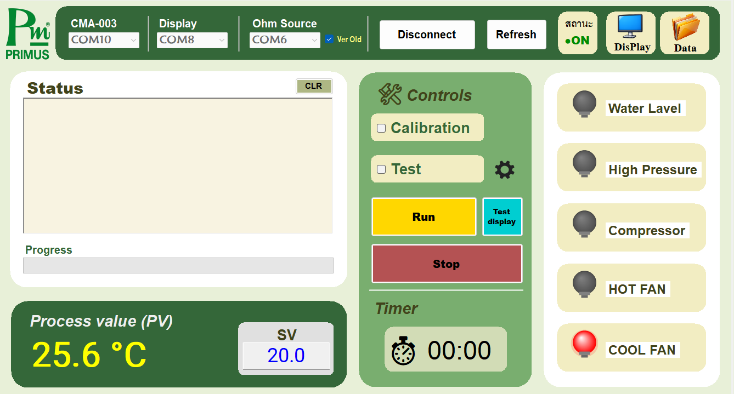 Pm
PRIMUS
CMA-003
COM10
Display
COM8
Ohm Source
COM6
Ver Old
Disconnect
Refresh
สถานะ
●ON
DisPlay
Data
Status
CLR
Progress
Process value (PV)
25.6 °C
SV
20.0
Controls
Calibration
Test
Run
Test
display
Stop
Timer
00:00
Water Lavel
High Pressure
Compressor
HOT FAN
COOL FAN